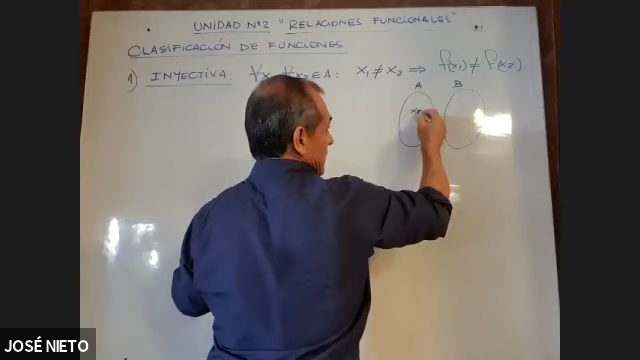 UNIDAD Nº2 "RELACIONES FUNCIONALES"
CLASIFICACIÓN DE FUNCIONES
1) INYECTIVA: ∀x₁ ∀x₂ ∈ A: x₁ ≠ x₂ ⇒ f(x₁) ≠ f(x₂)
A B
JOSÉ NIETO